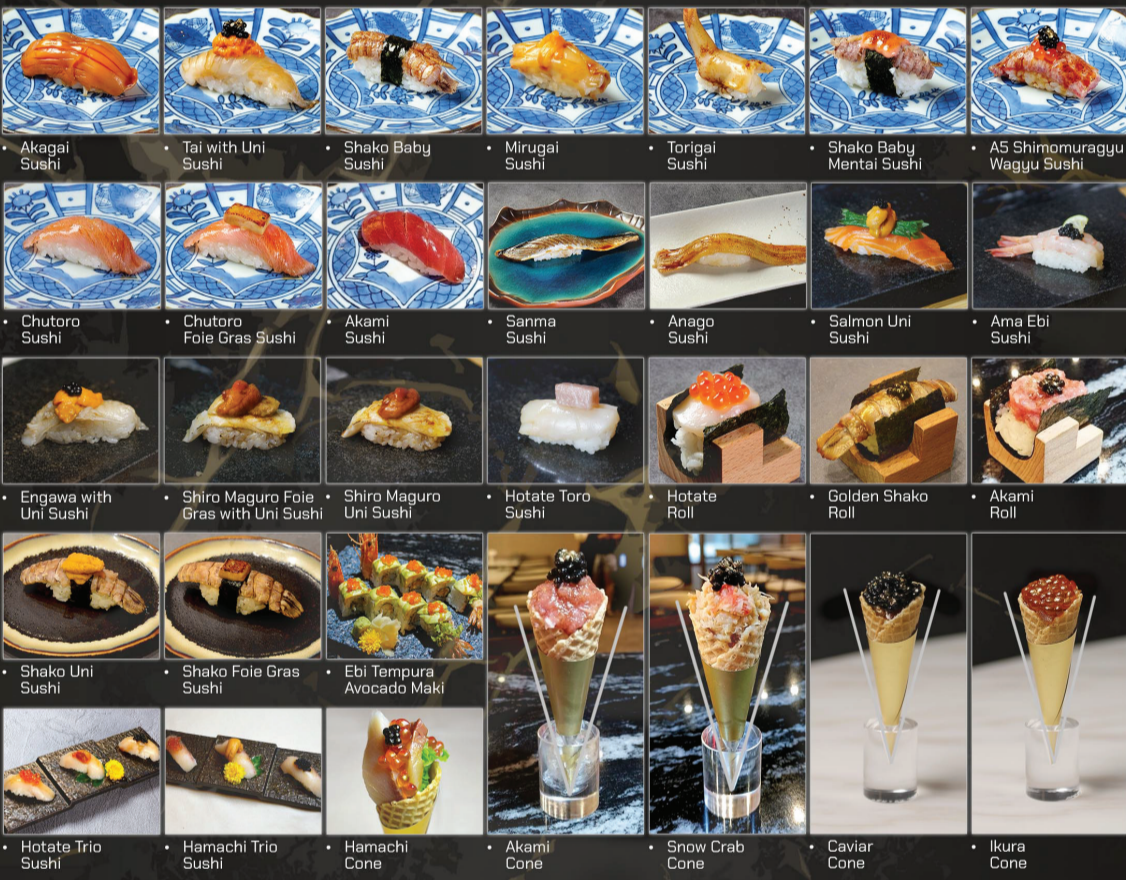 • Akagai
Sushi
• Tai with Uni
Sushi
• Shako Baby
Sushi
• Mirugai
Sushi
• Torigai
Sushi
• Shako Baby
Mentai Sushi
• A5 Shimomuragyu
Wagyu Sushi
• Chutoro
Sushi
• Chutoro
Foie Gras Sushi
• Akami
Sushi
• Sanma
Sushi
• Anago
Sushi
• Salmon Uni
Sushi
• Ama Ebi
Sushi
• Engawa with
Uni Sushi
• Shiro Maguro Foie
Gras with Uni Sushi
• Shiro Maguro
Uni Sushi
• Hotate Toro
Sushi
• Hotate
Roll
• Golden Shako
Roll
• Akami
Roll
• Shako Uni
Sushi
• Shako Foie Gras
Sushi
• Ebi Tempura
Avocado Maki
• Hotate Trio
Sushi
• Hamachi Trio
Sushi
• Hamachi
Cone
• Akami
Cone
• Snow Crab
Cone
• Caviar
Cone
• Ikura
Cone